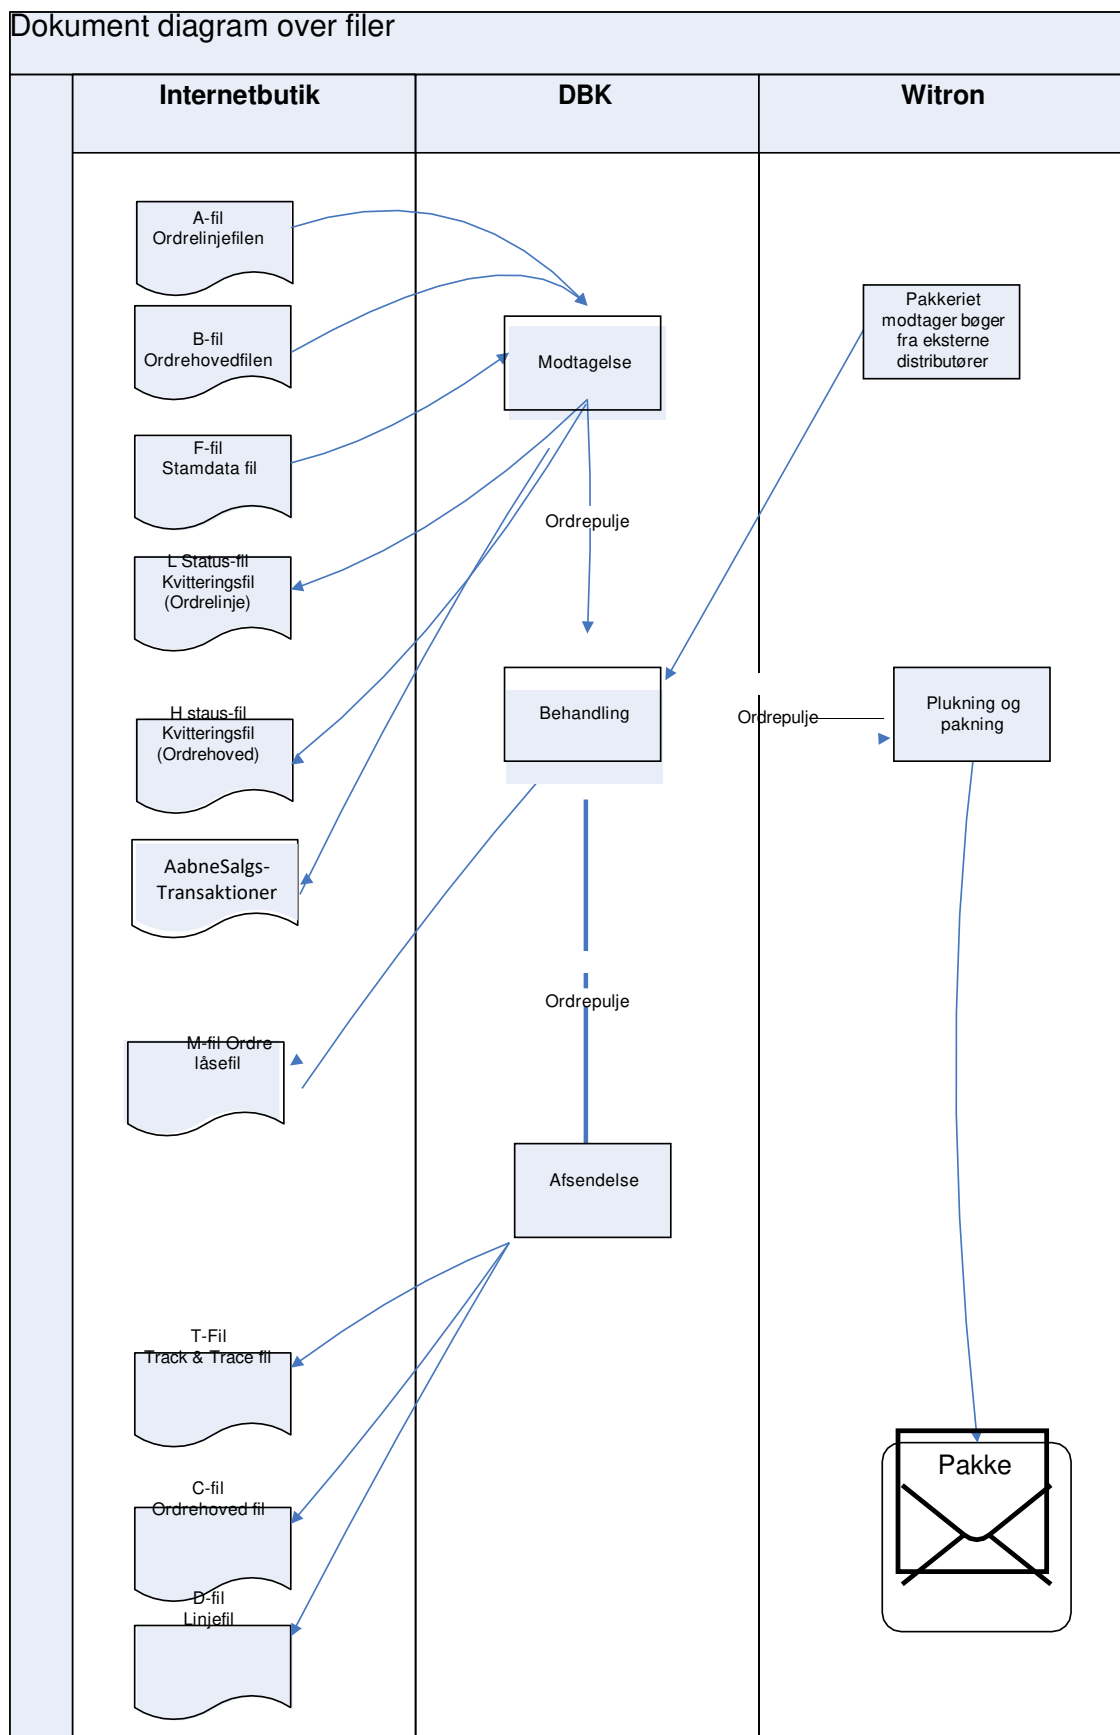 Dokument diagram over filer
Internetbutik
DBK
Witron
A-fil
Ordrelinjefilen
B-fil
Ordrehovedfilen
F-fil
Stamdata fil
L Status-fil
Kvitteringsfil
(Ordrelinje)
H staus-fil
Kvitteringsfil
(Ordrehoved)
AabneSalgs-
Transaktioner
M-fil Ordre
låsefil
T-Fil
Track & Trace fil
C-fil
Ordrehoved fil
D-fil
Linjefil
Modtagelse
Ordrepulje
Behandling
Ordrepulje
Afsendelse
Pakkeriet
modtager bøger
fra eksterne
distributører
Ordrepulje
Plukning og
pakning
Pakke